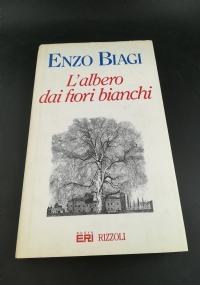 ENZO BIAGI
L'albero
dai fiori bianchi
ERI RIZZOLI